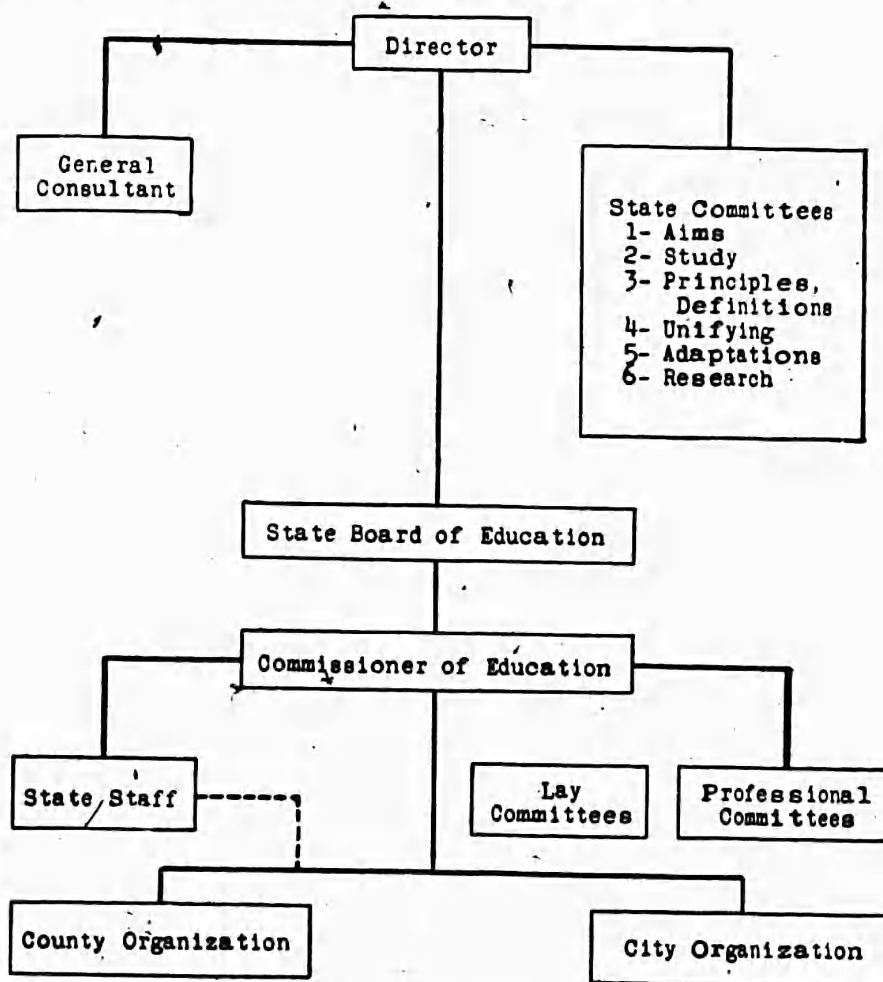 Director
General
Consultant
State Committees
1- Aims
2- Study
3- Principles,
Definitions
4- Unifying
5- Adaptations
6- Research
State Board of Education
Commissioner of Education
State Staff
Lay
Committees
Professional
Committees
County Organization
City Organization